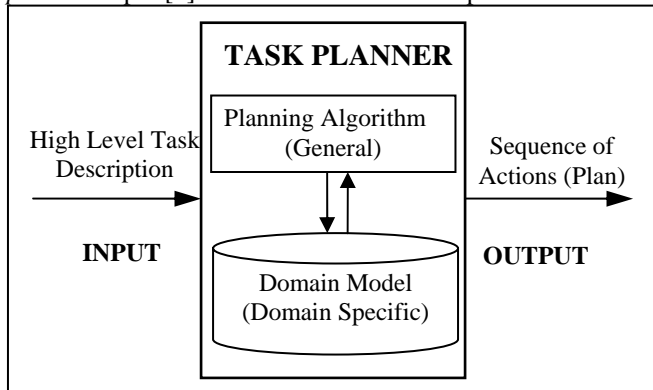 TASK PLANNER
Planning Algorithm
(General)
High Level Task
Description
Sequence of
Actions (Plan)
INPUT
OUTPUT
Domain Model
(Domain Specific)